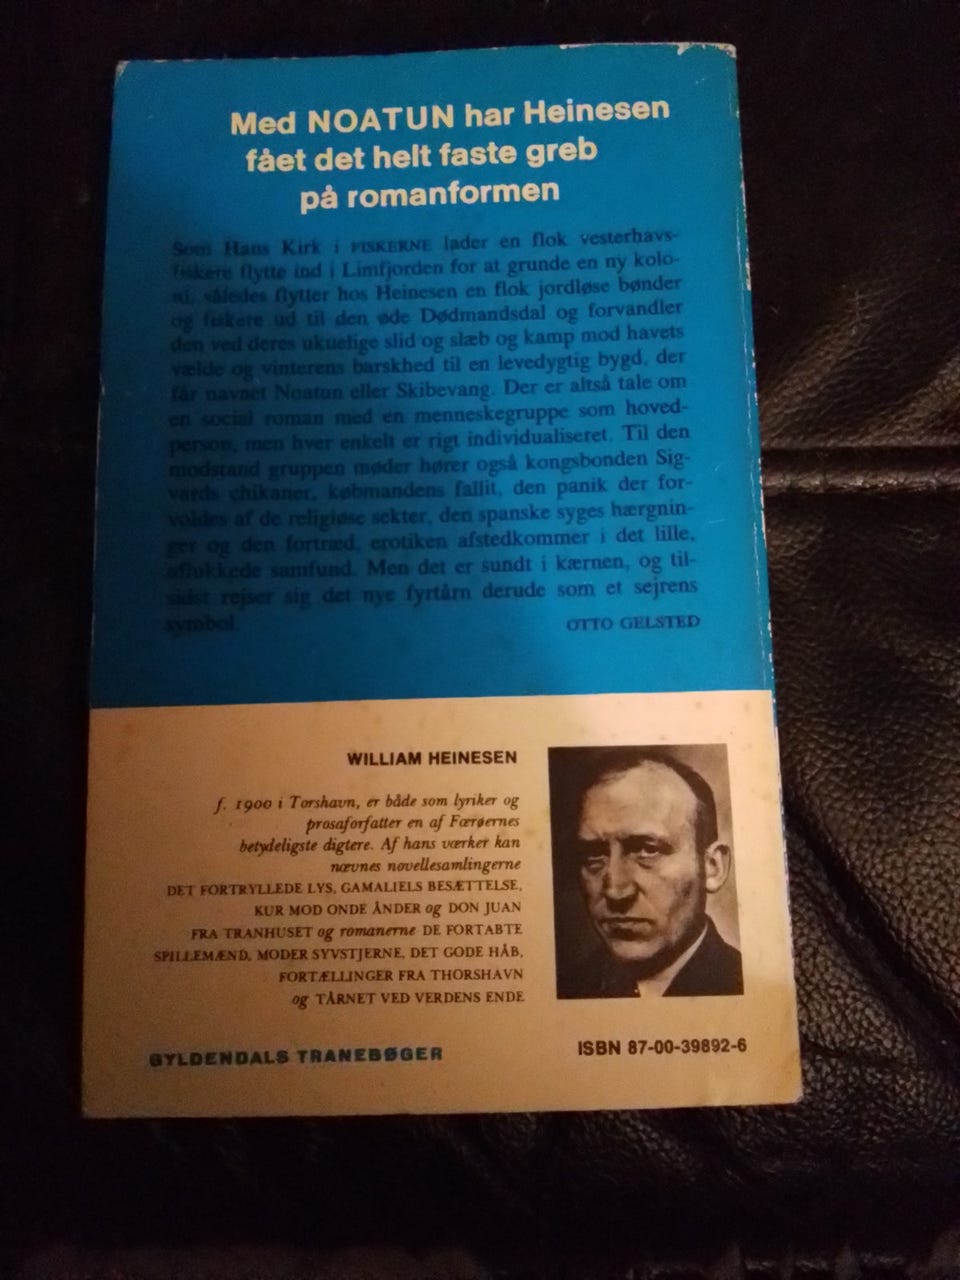 Med NOATUN har Heinesen
fået det helt faste greb
på romanformen
Som Hans Kirk i FISKERNE lader en flok vesterhavs-
fiskere flytte ind i Limfjorden for at grunde en ny kolo-
ni, således flytter hos Heinesen en flok jordløse bønder
og fiskere ud til den øde Dødmandsdal og forvandler
den ved deres ukuelige slid og slæb og kamp mod havets
vælde og vinterens barskhed til en levedygtig bygd, der
får navnet Noatun eller Skibevang. Der er altså tale om
en social roman med en menneskegruppe som hoved-
person, men hver enkelt er rigt individualiseret. Til den
modstand gruppen møder hører også kongsbonden Sig-
vards chikaner, købmandens fallit, den panik der for-
voldes af de religiøse sekter, den spanske syges hærgnin-
ger og den fortræd, erotiken afstedkommer i det lille,
aflukkede samfund. Men det er sundt i kærnen, og til-
sidst rejser sig det nye fyrtårn derude som et sejrens
symbol.
OTTO GELSTED
WILLIAM HEINESEN
f. 1900 i Torshavn, er både som lyriker og
prosaforfatter en af Færøernes
betydeligste digtere. Af hans værker kan
nævnes novellesamlingerne
DET FORTRYLLEDE LYS, GAMALIELS BESÆTTELSE,
KUR MOD ONDE ÅNDER og DON JUAN
FRA TRANHUSET og romanerne DE FORTABTE
SPILLEMÆND, MODER SYVSTJERNE, DET GODE HÅB,
FORTÆLLINGER FRA THORSHAVN
og TÅRNET VED VERDENS ENDE
GYLDENDALS TRANEBØGER
ISBN 87-00-39892-6